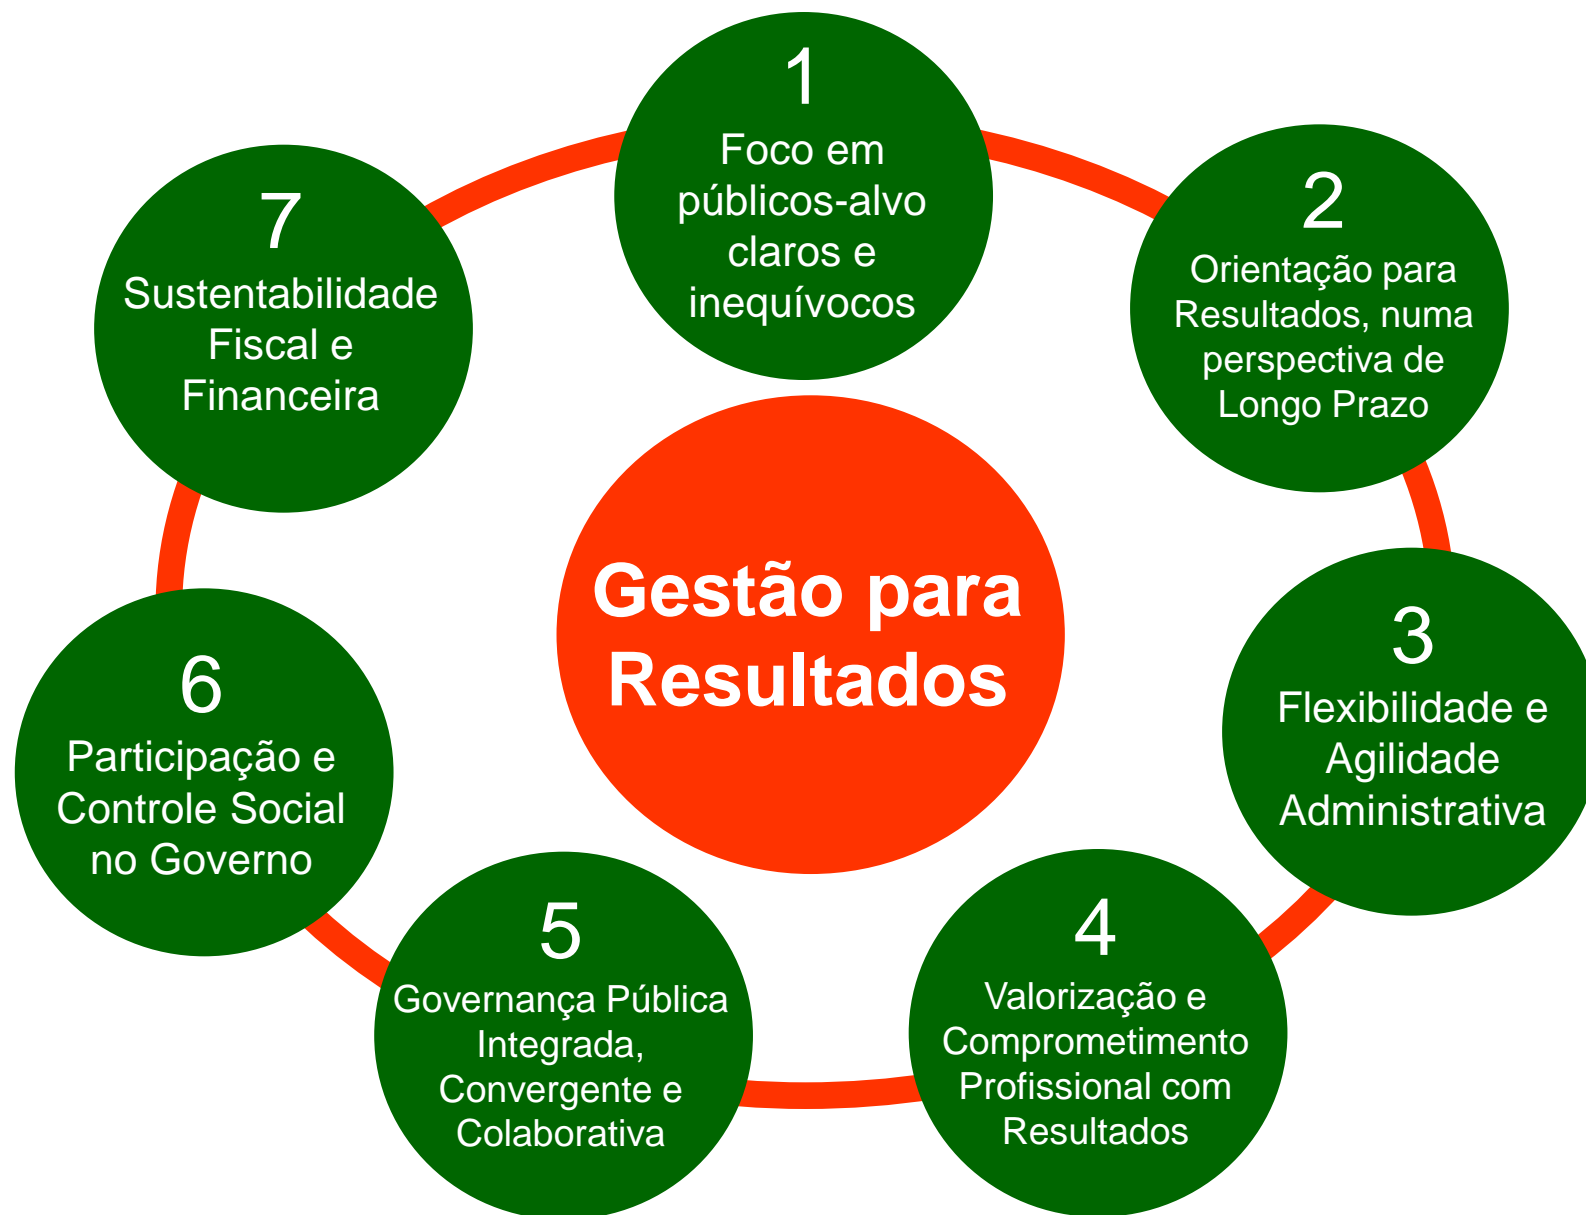 1
Foco em
públicos-alvo
claros e
inequívocos
2
Orientação para
Resultados, numa
perspectiva de
Longo Prazo
3
Flexibilidade e
Agilidade
Administrativa
4
Valorização e
Comprometimento
Profissional com
Resultados
5
Governança Pública
Integrada,
Convergente e
Colaborativa
6
Participação e
Controle Social
no Governo
7
Sustentabilidade
Fiscal e
Financeira
Gestão para
Resultados